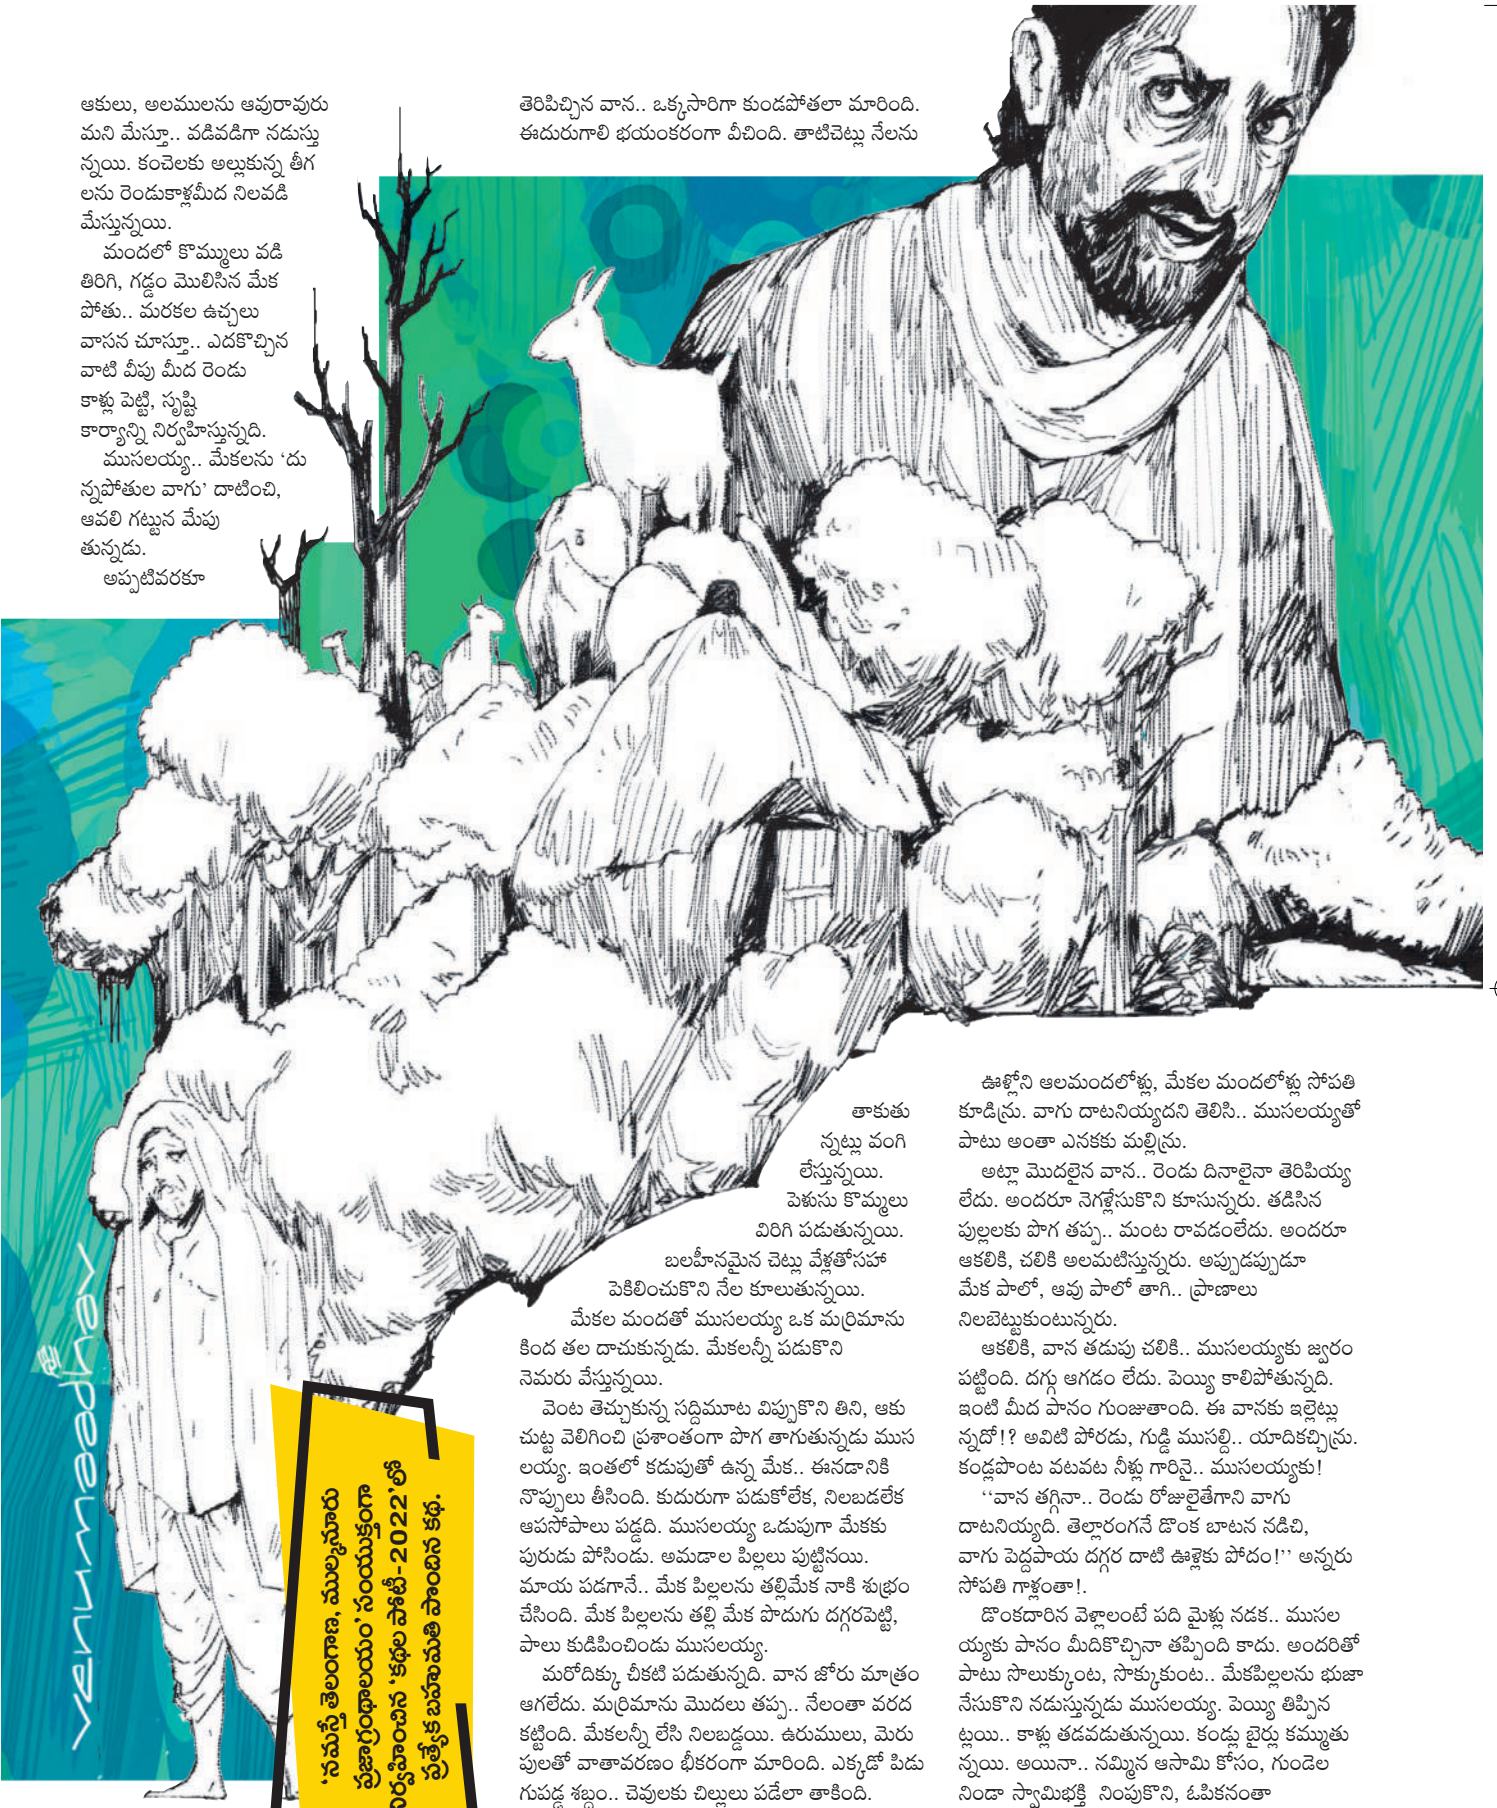 ఆకులు, అలములను ఆవురావురు
మని మేస్తూ.. వడివడిగా నడుస్తు
న్నయి. కంచెలకు అల్లుకున్న తీగ
లను రెండుకాళ్లమీద నిలవడి
మేస్తున్నయి.
మందలో కొమ్ములు వడి
తిరిగి, గడ్డం మొలిసిన మేక
పోతు.. మరకల ఉచ్చలు
వాసన చూస్తూ.. ఎదకొచ్చిన
వాటి వీపు మీద రెండు
కాళ్లు పెట్టి, సృష్టి
కార్యాన్ని నిర్వహిస్తున్నది.
ముసలయ్య.. మేకలను ‘దు
న్నపోతుల వాగు’ దాటించి,
ఆవలి గట్టున మేపు
తున్నడు.
అప్పటివరకూ
తెరిపిచ్చిన వాన.. ఒక్కసారిగా కుండపోతలా మారింది.
ఈదురుగాలి భయంకరంగా వీచింది. తాటిచెట్లు నేలను
తాకుతు
న్నట్లు వంగి
లేస్తున్నయి.
పెళుసు కొమ్మలు
విరిగి పడుతున్నయి.
బలహీనమైన చెట్లు వేళ్లతోసహా
పెకిలించుకొని నేల కూలుతున్నయి.
మేకల మందతో ముసలయ్య ఒక మర్రిమాను
కింద తల దాచుకున్నడు. మేకలన్నీ పడుకొని
నెమరు వేస్తున్నయి.
వెంట తెచ్చుకున్న సద్దిమూట విప్పుకొని తిని, ఆకు
చుట్ట వెలిగించి ప్రశాంతంగా పొగ తాగుతున్నడు ముస
లయ్య. ఇంతలో కడుపుతో ఉన్న మేక.. ఈనడానికి
నొప్పులు తీసింది. కుదురుగా పడుకోలేక, నిలబడలేక
ఆపసోపాలు పడ్డది. ముసలయ్య ఒడుపుగా మేకకు
పురుడు పోసిండు. అమడాల పిల్లలు పుట్టినయి.
మాయ పడగానే.. మేక పిల్లలను తల్లిమేక నాకి శుభ్రం
చేసింది. మేక పిల్లలను తల్లి మేక పొదుగు దగ్గరపెట్టి,
పాలు కుడిపించిండు ముసలయ్య.
మరోదిక్కు చీకటి పడుతున్నది. వాన జోరు మాత్రం
ఆగలేదు. మర్రిమాను మొదలు తప్ప.. నేలంతా వరద
కట్టింది. మేకలన్నీ లేసి నిలబడ్డయి. ఉరుములు, మెరు
పులతో వాతావరణం భీకరంగా మారింది. ఎక్కడో పిడు
గుపడ్డ శబ్దం.. చెవులకు చిల్లులు పడేలా తాకింది.
ఊళ్లోని ఆలమందలోళ్లు, మేకల మందలోళ్లు సోపతి
కూడిన్రు. వాగు దాటనియ్యదని తెలిసి.. ముసలయ్యతో
పాటు అంతా ఎనకకు మల్లిన్రు.
అట్లా మొదలైన వాన.. రెండు దినాలైనా తెరిపియ్య
లేదు. అందరూ నెగళ్లేసుకొని కూసున్నరు. తడిసిన
పుల్లలకు పొగ తప్ప.. మంట రావడంలేదు. అందరూ
ఆకలికి, చలికి అలమటిస్తున్నరు. అప్పుడప్పుడూ
మేక పాలో, ఆవు పాలో తాగి.. ప్రాణాలు
నిలబెట్టుకుంటున్నరు.
ఆకలికి, వాన తడుపు చలికి.. ముసలయ్యకు జ్వరం
పట్టింది. దగ్గు ఆగడం లేదు. పెయ్యి కాలిపోతున్నది.
ఇంటి మీద పానం గుంజుతాంది. ఈ వానకు ఇల్లెట్లు
న్నదో!? అవిటి పోరడు, గుడ్డి ముసల్ది.. యాదికచ్చిన్రు.
కండ్లపొంట వటవట నీళ్లు గారినై.. ముసలయ్యకు!
‘‘వాన తగ్గినా.. రెండు రోజులైతేగాని వాగు
దాటనియ్యది. తెల్లారంగనే డొంక బాటన నడిచి,
వాగు పెద్దపాయ దగ్గర దాటి ఊళ్లెకు పోదం!’’ అన్నరు
సోపతి గాళ్లంతా!.
డొంకదారిన వెళ్లాలంటే పది మైళ్లు నడక.. ముసల
య్యకు పానం మీదికొచ్చినా తప్పింది కాదు. అందరితో
పాటు సొలుక్కుంట, సొక్కుకుంట.. మేకపిల్లలను భుజా
నేసుకొని నడుస్తున్నడు ముసలయ్య. పెయ్యి తిప్పిన
ట్లయి.. కాళ్లు తడవడుతున్నయి. కండ్లు బైర్లు కమ్ముతు
న్నయి. అయినా.. నమ్మిన ఆసామి కోసం, గుండెల
నిండా స్వామిభక్తి నింపుకొని, ఓపికనంతా
venumaadhav
‘నమస్తే తెలంగాణ, ముల్కనూరు
ప్రజాగ్రంథాలయం’ సంయుక్తంగా
నిర్వహించిన ‘కథల పోటీ-2022’లో
ప్రత్యేక బహుమతి పొందిన కథ.